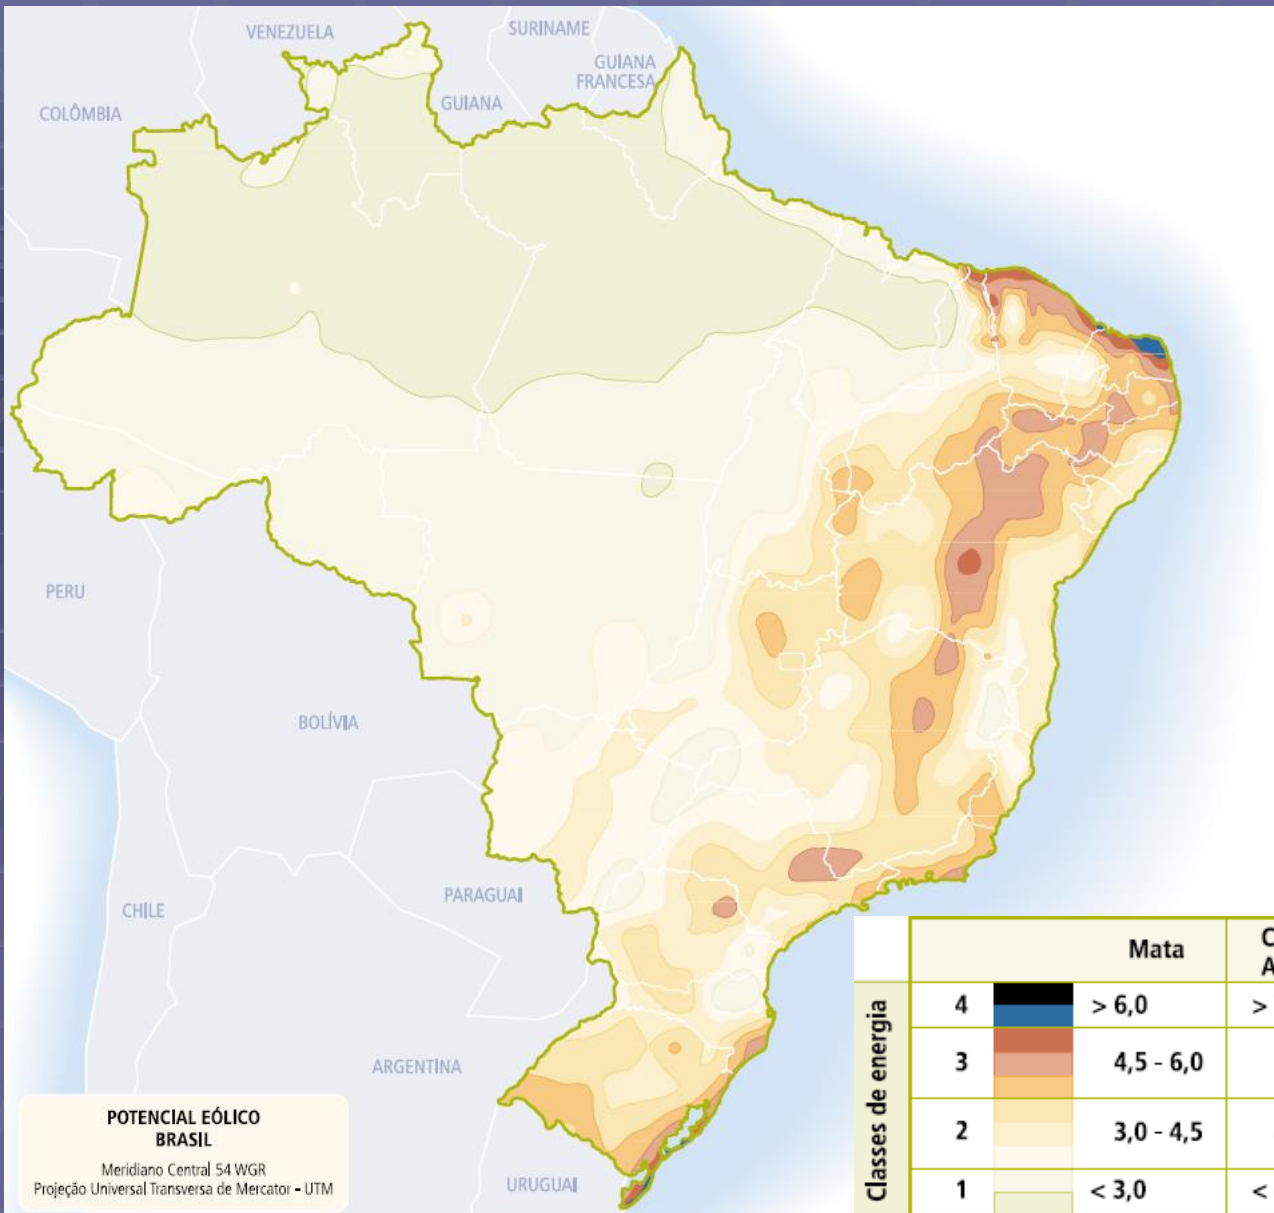 VENEZUELA
SURINAME
GUIANA
FRANCESA
GUIANA
COLÔMBIA
PERU
BOLÍVIA
PARAGUAI
CHILE
ARGENTINA
URUGUAI
POTENCIAL EÓLICO
BRASIL
Meridiano Central 54 WGR
Projeção Universal Transversa de Mercator - UTM
Mata
C
A
Classes de energia
4 > 6,0 >
3 4,5 - 6,0
2 3,0 - 4,5
1 < 3,0 <